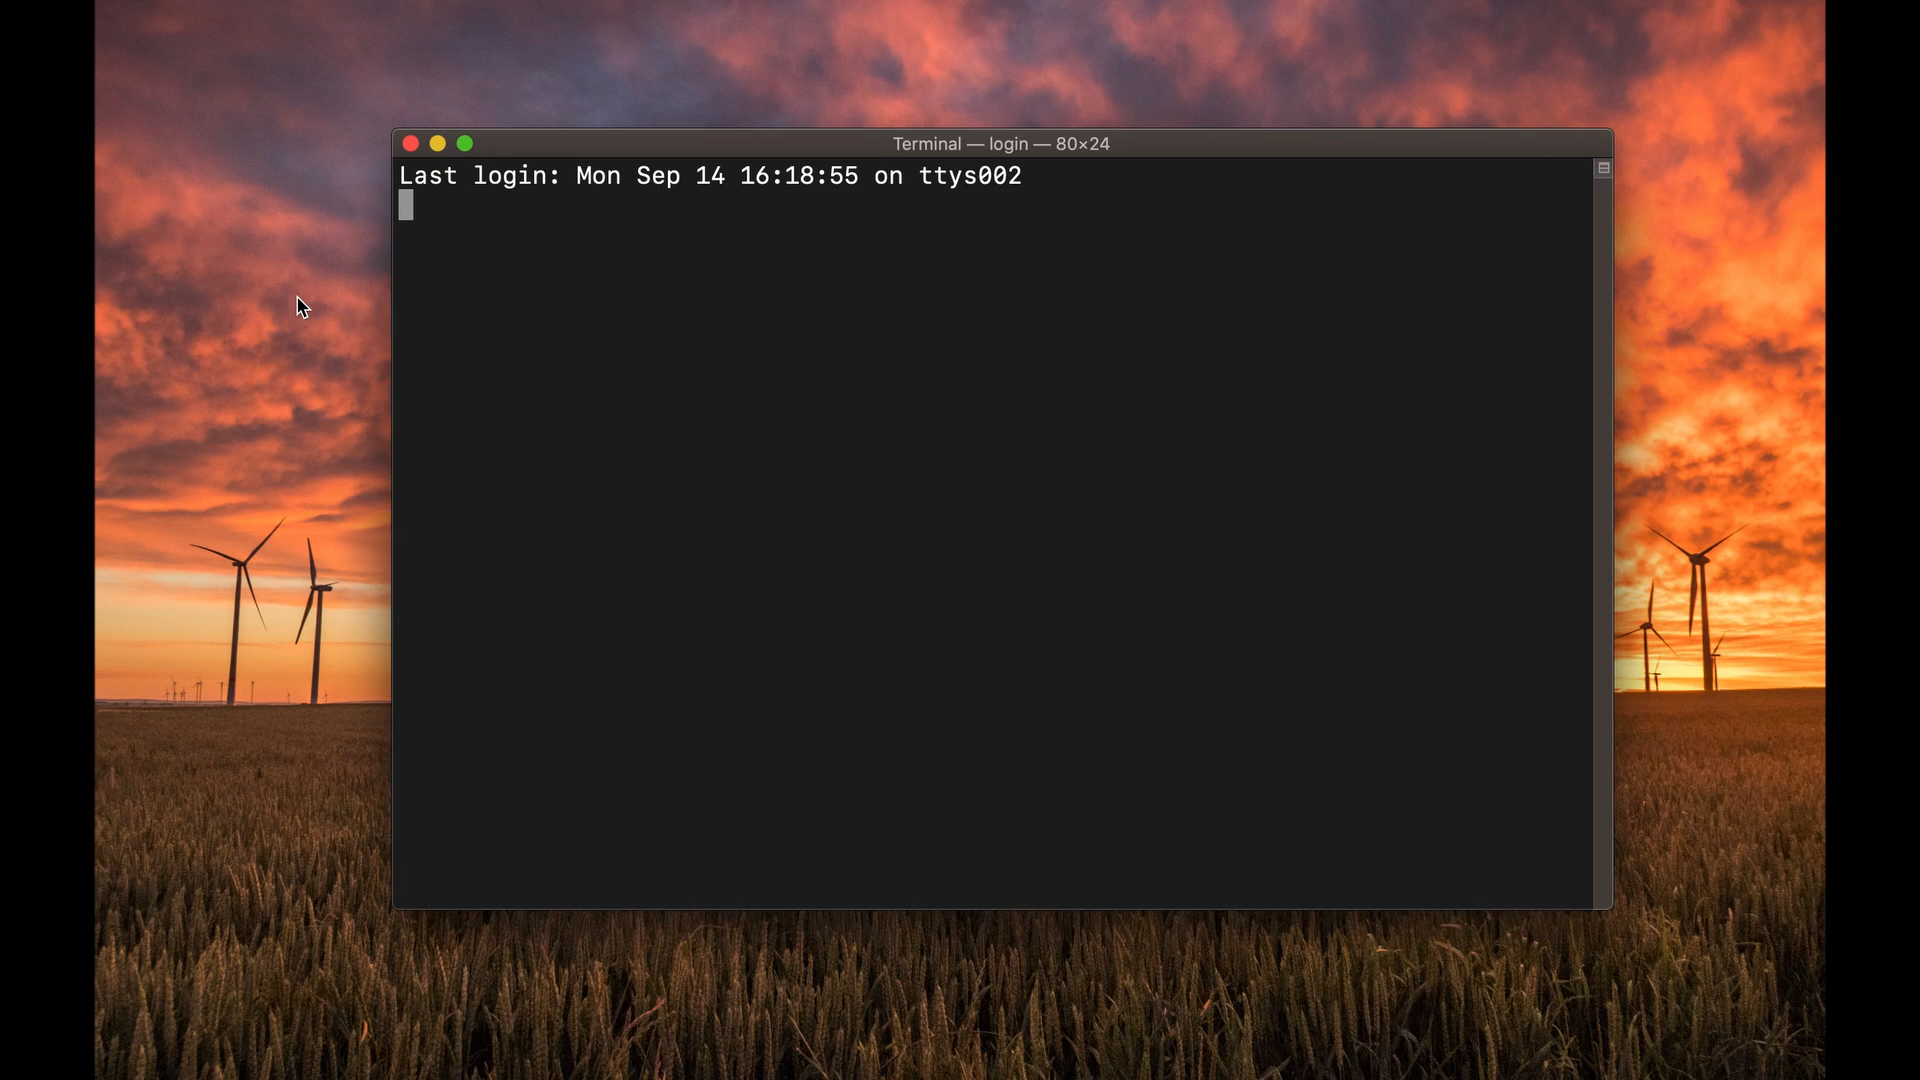 Terminal — login — 80×24
Last login: Mon Sep 14 16:18:55 on ttys002